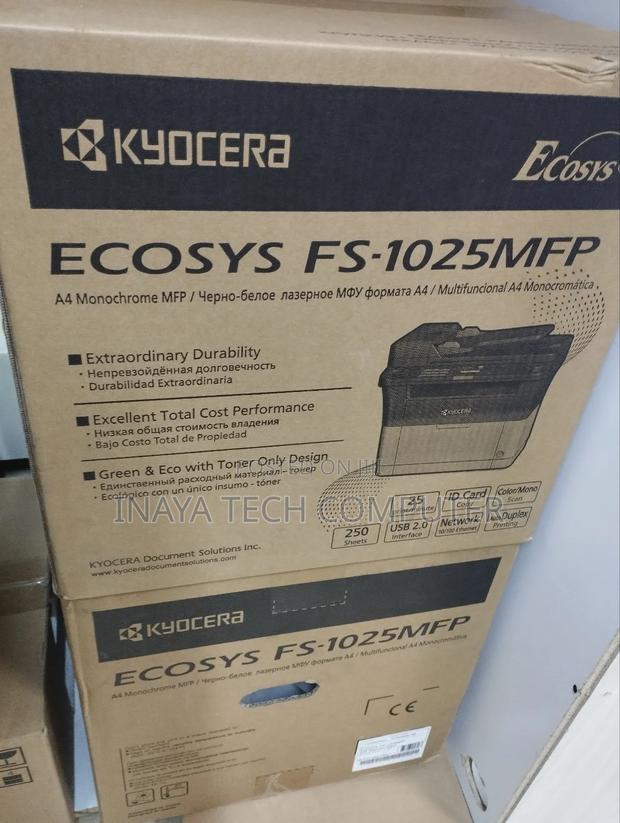 KYOCERA
ECOSYS
ECOSYS FS-1025MFP
A4 Monochrome MFP / Черно-белое лазерное МФУ формата А4 / Multifuncional A4 Monocromática
Extraordinary Durability
• Непревзойдённая долговечность
• Durabilidad Extraordinaria
Excellent Total Cost Performance
• Низкая общая стоимость владения
• Bajo Costo Total de Propiedad
Green & Eco with Toner Only Design
• Единственный расходный материал – тонер
• Ecológico con un único insumo - tóner
KYOCERA
25
ID Card
Copy
Color/Mono
Scan
250
Sheets
USB 2.0
Interface
Network
10/100 Ethernet
Auto Duplex
Printing
INAYA TECH COMPUTER
KYOCERA Document Solutions Inc.
www.kyoceradocumentsolutions.com
KYOCERA
ECOSYS FS-1025MFP
A4 Monochrome MFP / Черно-белое лазерное МФУ формата А4 / Multifuncional A4 Monocromática
CE